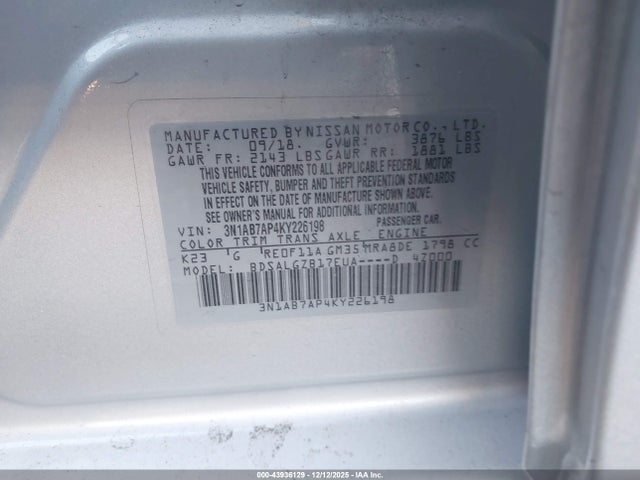 MANUFACTURED BY NISSAN MOTOR CO., LTD.
DATE: 09/18. GVWR: 3876 LBS
GAWR FR: 2143 LBS GAWR RR: 1881 LBS
THIS VEHICLE CONFORMS TO ALL APPLICABLE FEDERAL MOTOR
VEHICLE SAFETY, BUMPER AND THEFT PREVENTION STANDARDS
IN EFFECT ON THE DATE OF MANUFACTURE SHOWN ABOVE.
SEE OWNER'S MANUAL FOR ADDITIONAL INFORMATION.
VIN: 3N1AB7AP4KY226198 PASSENGER CAR.
COLOR TRIM TRANS AXLE ENGINE
K23 G RE0F11A GM35 MRA8DE 1798 CC
MODEL: BDSALGZB17EUA----D 47000
3N1AB7AP4KY226198
000-43936129 - 12/12/2025 - IAA Inc.